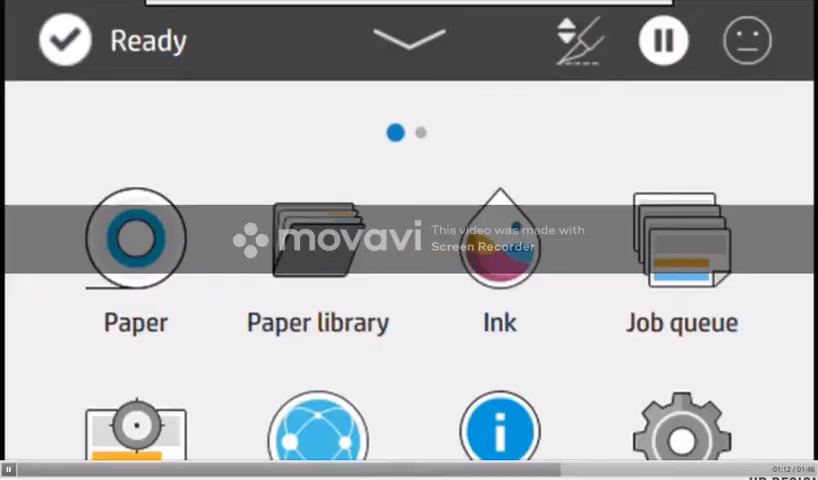 Ready
movavi
This video was made with
Screen Recorder
Paper
Paper library
Ink
Job queue
i
01:12 / 01:46